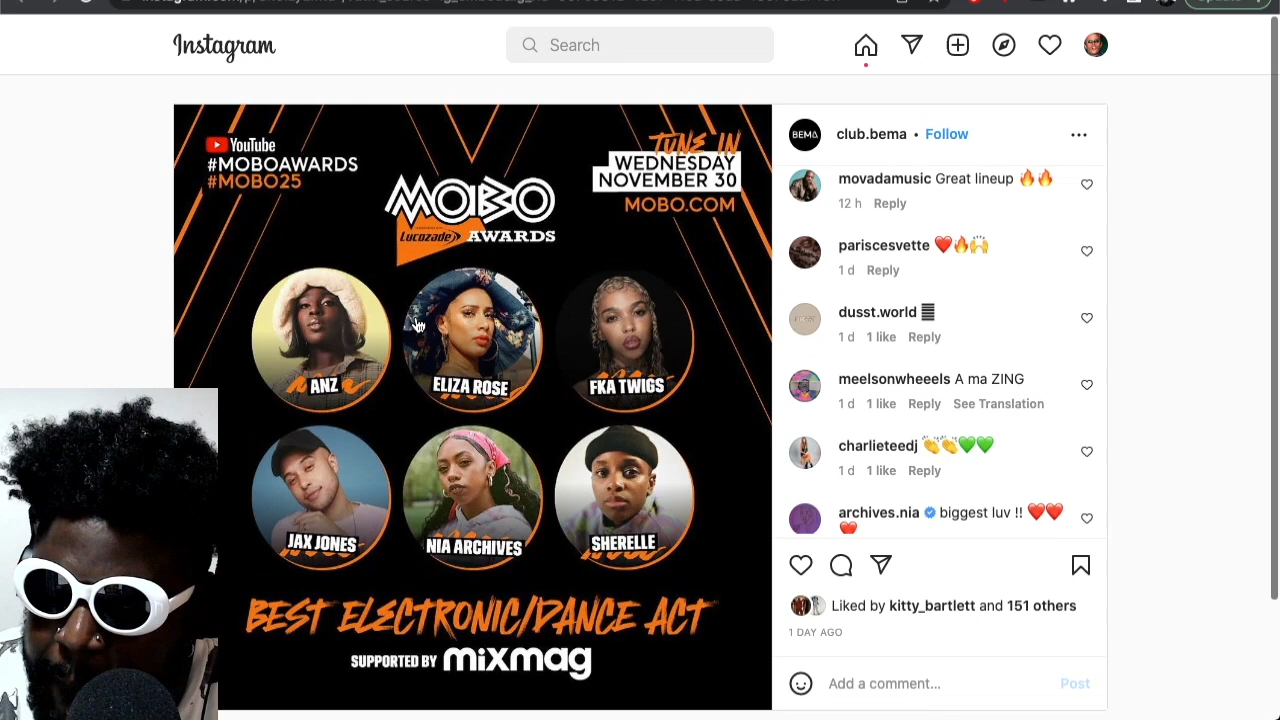 Instagram
Search
YouTube
#MOBOAWARDS
#MOBO25
TUNE IN
WEDNESDAY
NOVEMBER 30
MOBO.COM
MOBO
Lucozade AWARDS
ANZ
ELIZA ROSE
FKA TWIGS
JAX JONES
NIA ARCHIVES
SHERELLE
BEST ELECTRONIC/DANCE ACT
SUPPORTED BY mixmag
BEMA
club.bema • Follow
movadamusic Great lineup 🔥🔥
12 h Reply
pariscesvette ❤️🔥🙌
1 d Reply
dusst.world
1 d 1 like Reply
meelsonwheeels A ma ZING
1 d 1 like Reply See Translation
charlieteedj 👏👏💚💚
1 d 1 like Reply
archives.nia biggest luv !! ❤️❤️
❤️
Liked by kitty_bartlett and 151 others
1 DAY AGO
Add a comment...
Post